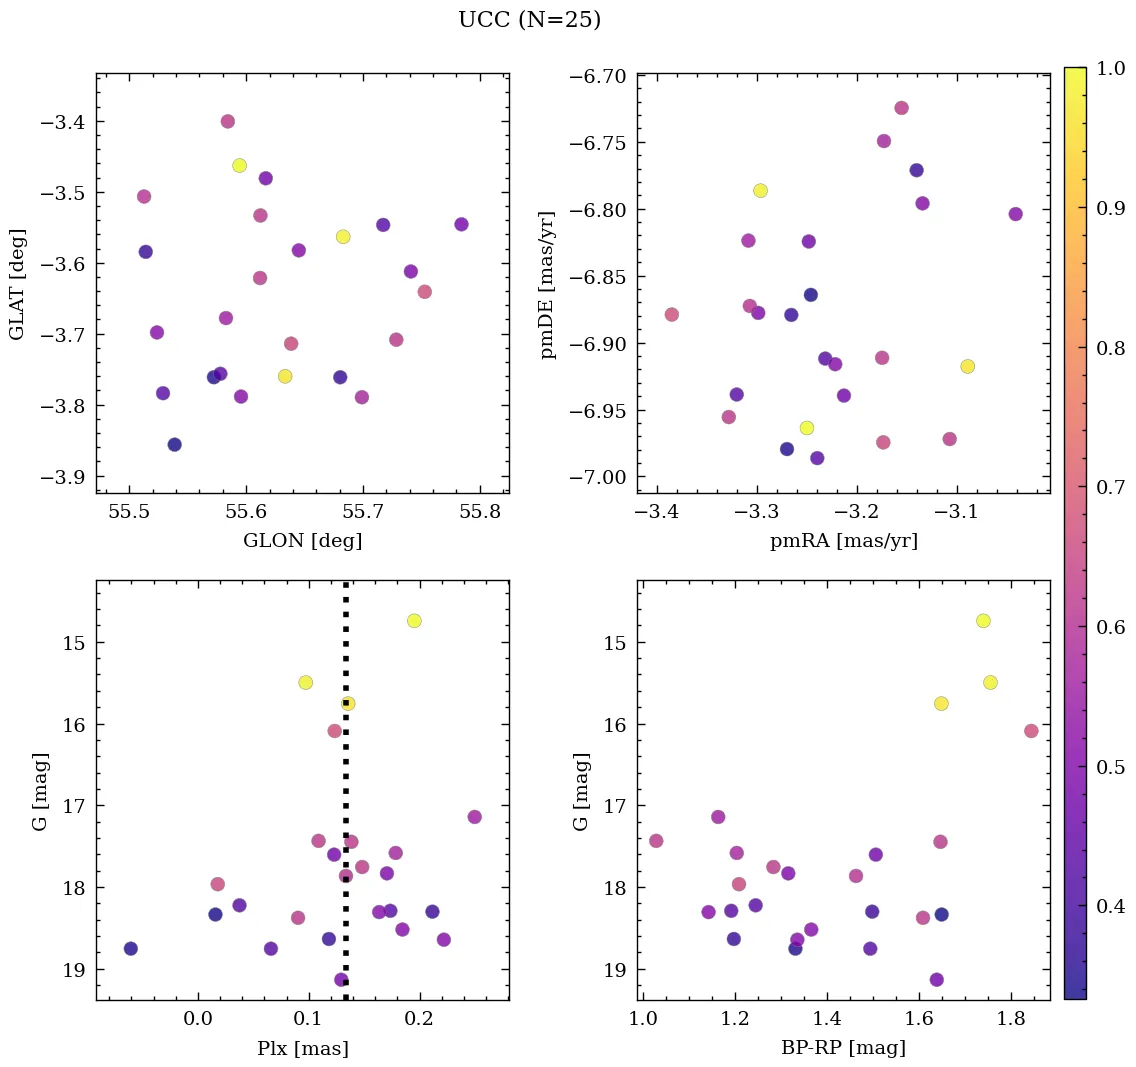 UCC (N=25)
−3.4
−3.5
−3.6
−3.7
−3.8
−3.9
GLAT [deg]
55.5 55.6 55.7 55.8
GLON [deg]
−6.70
−6.75
−6.80
−6.85
−6.90
−6.95
−7.00
pmDE [mas/yr]
−3.4 −3.3 −3.2 −3.1
pmRA [mas/yr]
15
16
17
18
19
G [mag]
0.0 0.1 0.2
Plx [mas]
15
16
17
18
19
G [mag]
1.0 1.2 1.4 1.6 1.8
BP-RP [mag]
1.0
0.9
0.8
0.7
0.6
0.5
0.4